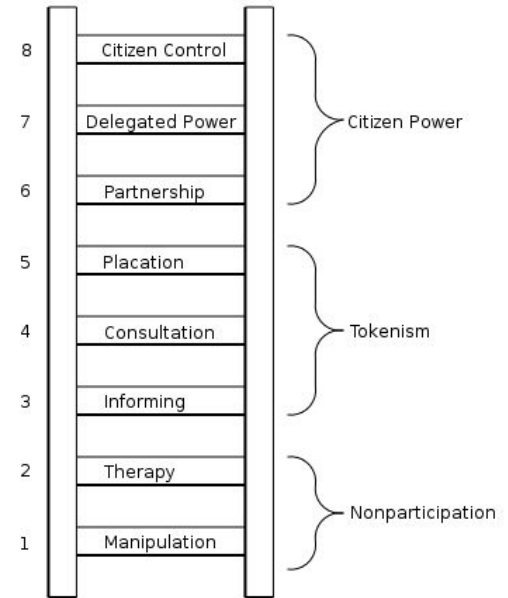 8 Citizen Control
7 Delegated Power Citizen Power
6 Partnership
5 Placation
4 Consultation Tokenism
3 Informing
2 Therapy
Nonparticipation
1 Manipulation